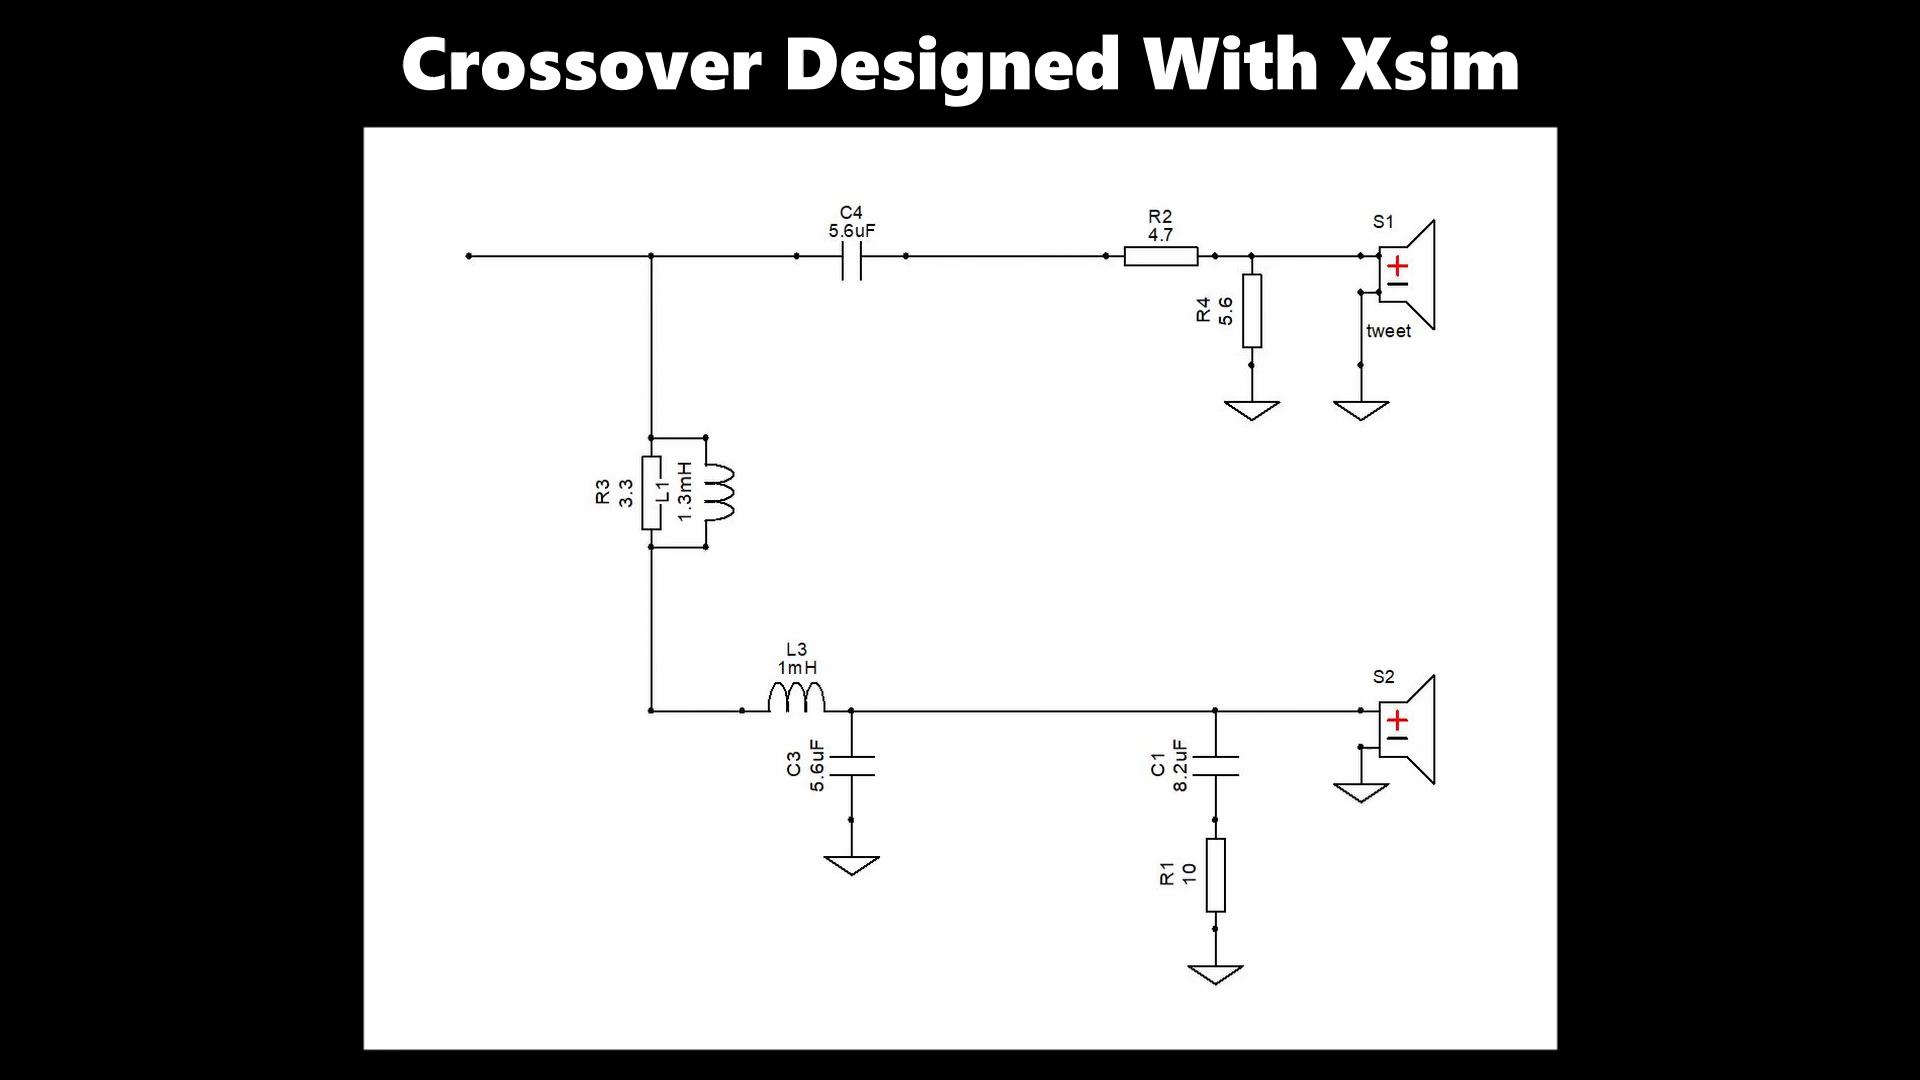 Crossover Designed With Xsim
C4
5.6uF
R2
4.7
S1
+
−
R4
5.6
tweet
R3
3.3
L1
1.3mH
L3
1mH
S2
+
−
C3
5.6uF
C1
8.2uF
R1
10